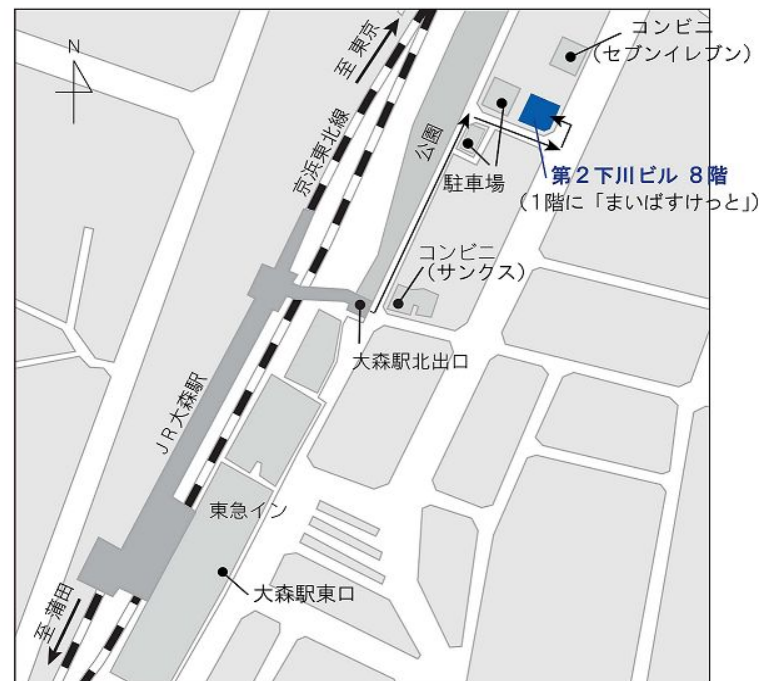 コンビニ
(セブンイレブン)
N
至 東京
京浜東北線
公園
駐車場
第2下川ビル 8階
(1階に「まいばすけっと」)
コンビニ
(サンクス)
大森駅北出口
JR大森駅
東急イン
大森駅東口
至 蒲田